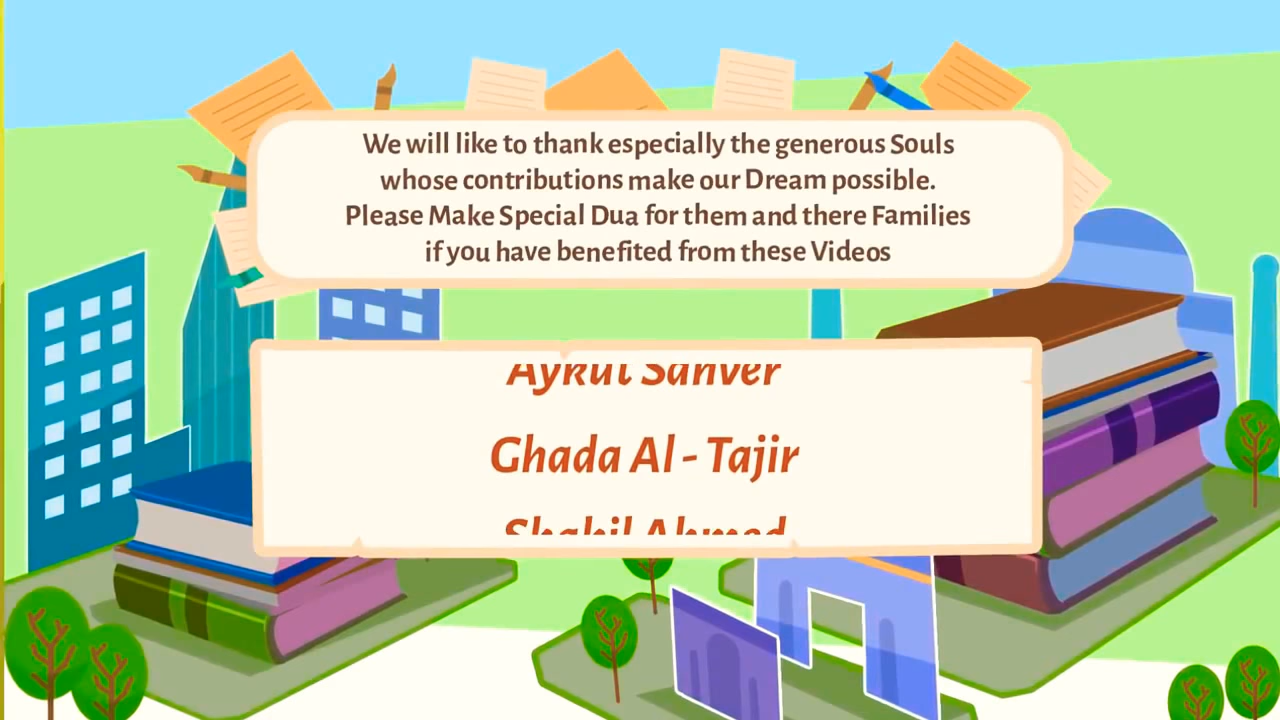 We will like to thank especially the generous Souls
whose contributions make our Dream possible.
Please Make Special Dua for them and there Families
if you have benefited from these Videos
Aykut Sanver
Ghada Al - Tajir
Ahmed